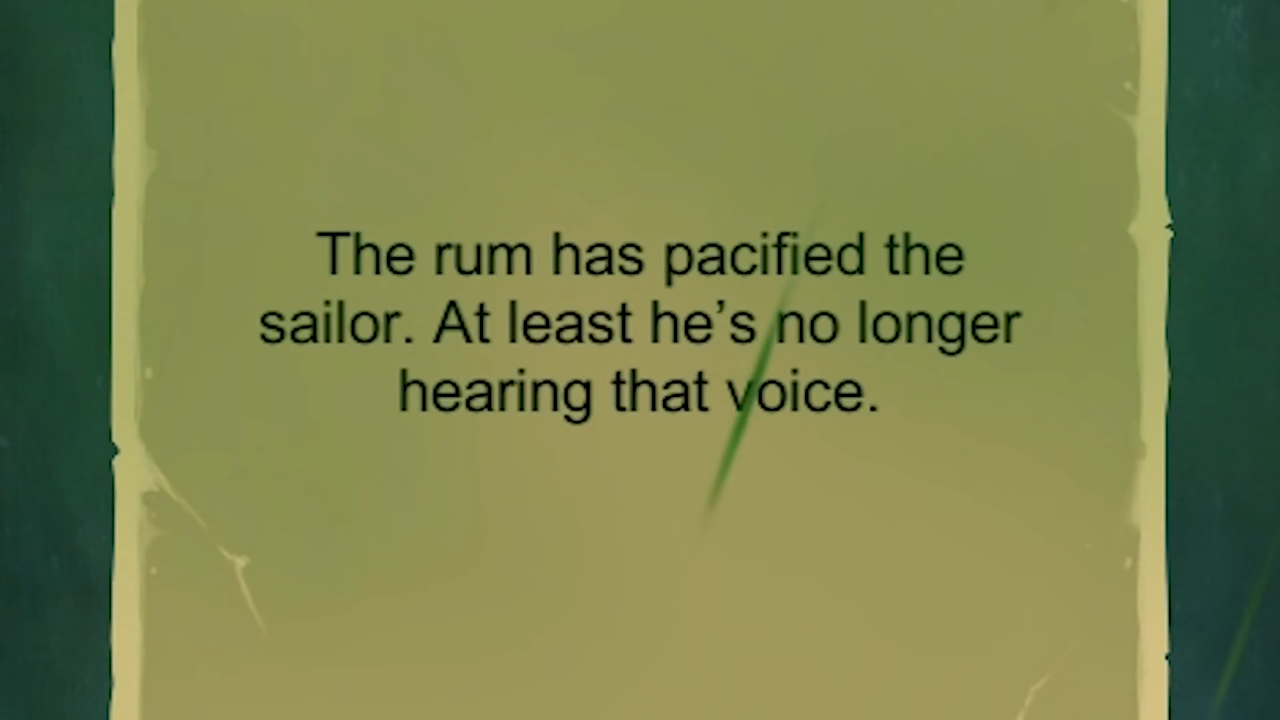 The rum has pacified the
sailor. At least he’s no longer
hearing that voice.